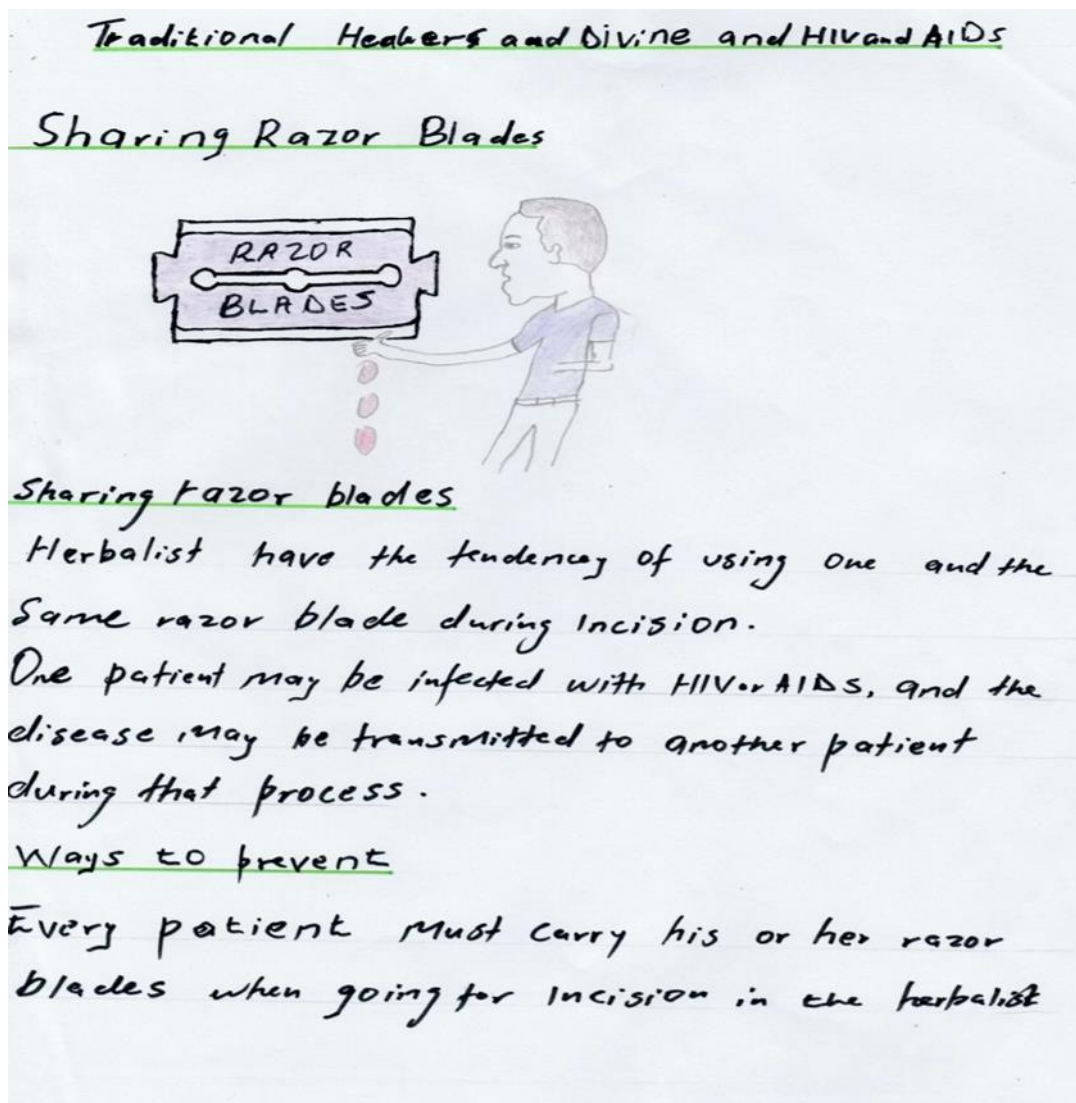 Traditional Healers and Divine and HIV and AIDs
Sharing Razor Blades
RAZOR
BLADES
Sharing razor blades
Herbalist have the tendencey of using one and the
Same razor blade during Incision.
One patient may be infected with HIV or AIDS, and the
disease may be transmitted to another patient
during that process.
Ways to prevent
Every patient Must carry his or her razor
blades when going for Incision in the herbalist